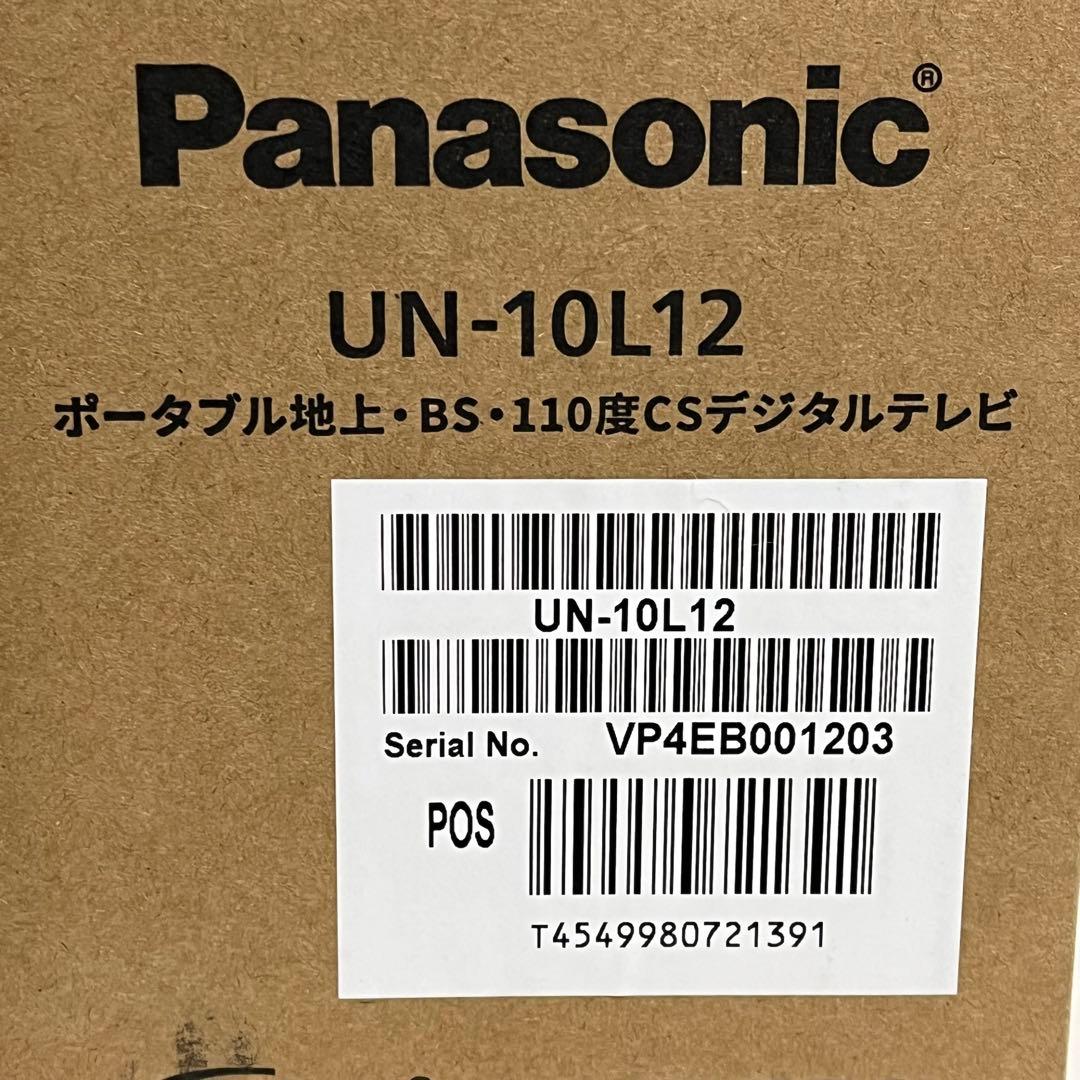 Panasonic®
UN-10L12
ポータブル地上・BS・110度CSデジタルテレビ
UN-10L12
Serial No. VP4EB001203
POS
T4549980721391